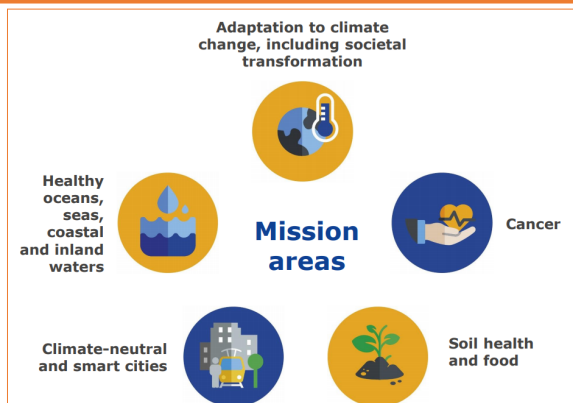 Adaptation to climate
change, including societal
transformation
Healthy
oceans,
seas,
coastal
and inland
waters
Mission
areas
Cancer
Climate-neutral
and smart cities
Soil health
and food